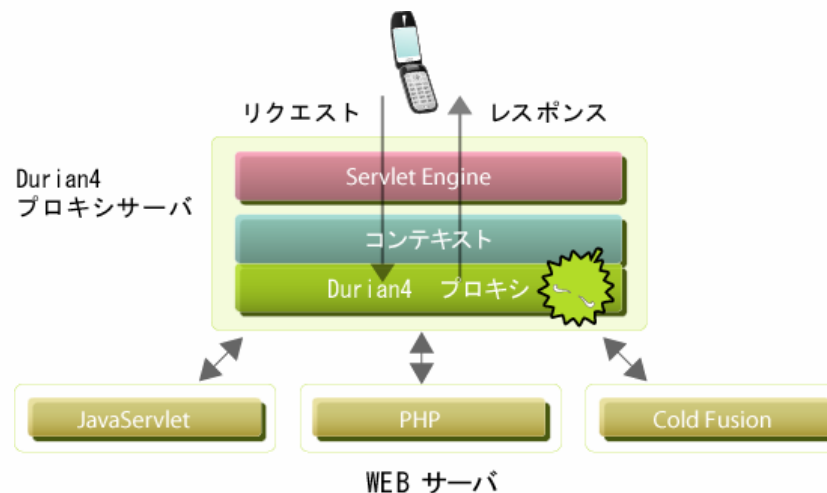 リクエスト
レスポンス
Durian4
プロキシサーバ
Servlet Engine
コンテキスト
Durian4 プロキシ
JavaServlet
PHP
Cold Fusion
WEB サーバ